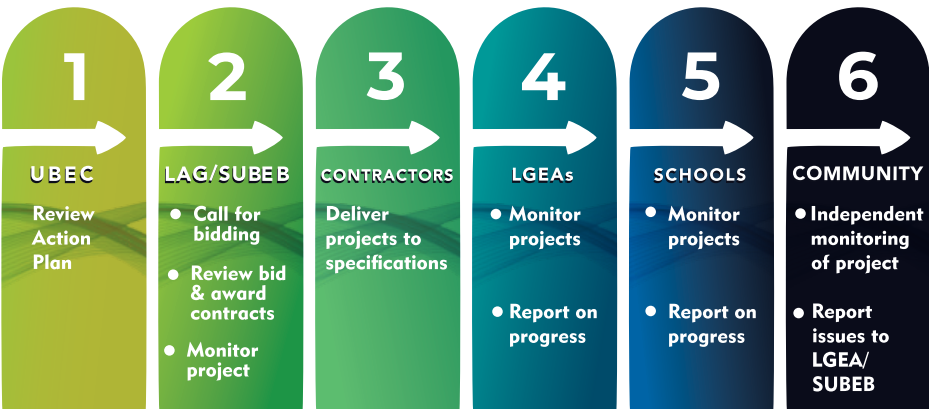 1
UBEC
Review
Action
Plan
2
LAG/SUBEB
Call for
bidding
Review bid
& award
contracts
Monitor
project
3
CONTRACTORS
Deliver
projects to
specifications
4
LGEAs
Monitor
projects
Report on
progress
5
SCHOOLS
Monitor
projects
Report on
progress
6
COMMUNITY
Independent
monitoring
of project
Report
issues to
LGEA/
SUBEB